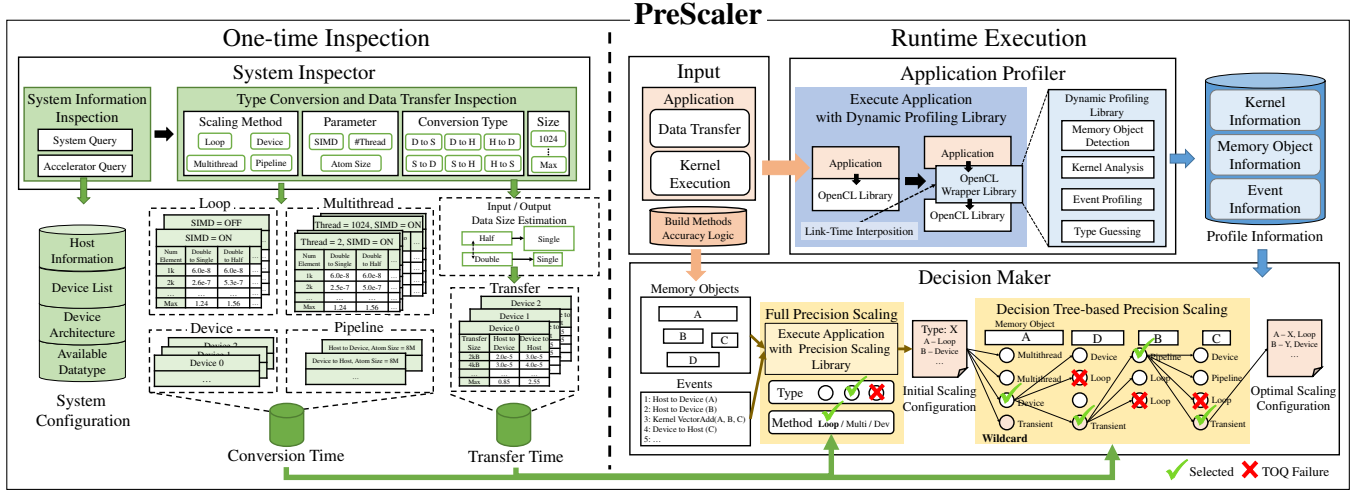 PreScaler
One-time Inspection
System Inspector
System Information
Inspection
System Query
Accelerator Query
Type Conversion and Data Transfer Inspection
Scaling Method
Loop
Device
Multithread
Pipeline
Parameter
SIMD
#Thread
Atom Size
Conversion Type
D to S
D to H
H to D
S to D
S to H
H to S
Size
1024
Max
Host
Information
Device List
Device
Architecture
Available
Datatype
System
Configuration
Loop
SIMD = OFF
SIMD = ON
Num Element
Double to Single
Double to Half
...
1k 6.0e-8 6.0e-8 ...
2k 2.6e-7 5.3e-7 ...
... ... ...
Max 1.24 1.56 ...
Multithread
Thread = 1024, SIMD = ON
Thread = 2, SIMD = ON
Num Element
Double to Single
Double to Half
...
1k 6.0e-8 6.0e-8 ...
2k 2.5e-7 5.0e-7 ...
... ... ...
Max 1.24 1.56 ...
Device
Device 2
Device 1
Device 0
...
Pipeline
Host to Device, Atom Size = 8M
Device to Host, Atom Size = 8M
...
Input / Output
Data Size Estimation
Half
Single
Double
Single
Transfer
Device 2
Device 1
Device 0
Transfer Size
Host to Device
Device to Host
2kB 2.0e-5 3.0e-5
4kB 3.0e-5 4.0e-5
... ... ...
Max 0.85 2.55
Conversion Time
Transfer Time
Runtime Execution
Input
Application
Data Transfer
Kernel
Execution
Build Methods
Accuracy Logic
Application Profiler
Execute Application
with Dynamic Profiling Library
Application
OpenCL Library
Application
OpenCL
Wrapper Library
OpenCL Library
Link-Time Interposition
Dynamic Profiling
Library
Memory Object
Detection
Kernel Analysis
Event Profiling
Type Guessing
Kernel
Information
Memory Object
Information
Event
Information
Profile Information
Decision Maker
Memory Objects
A
B
C
D
Events
1: Host to Device (A)
2: Host to Device (B)
3: Kernel VectorAdd(A, B, C)
4: Device to Host (C)
5: ...
Full Precision Scaling
Execute Application
with Precision Scaling
Library
Type
Method Loop / Multi / Dev
Type: X
A – Loop
B – Device
...
Initial Scaling
Configuration
Decision Tree-based Precision Scaling
Memory Object
A
D
B
C
Multithread
Device
Pipeline
Device
Multithread
Loop
Loop
Pipeline
Device
Loop
Loop
Transient
Transient
Transient
Wildcard
A – X, Loop
B – Y, Device
...
Optimal Scaling
Configuration
Selected
TOQ Failure